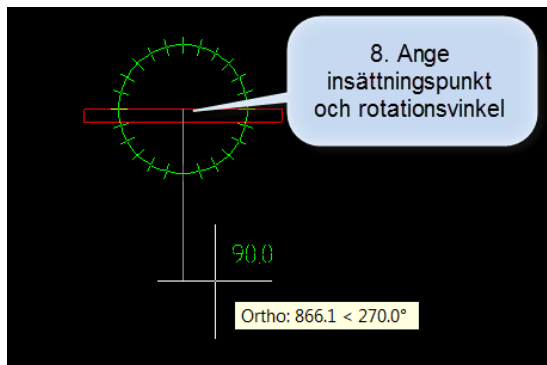 8. Ange
insättningspunkt
och rotationsvinkel
90.0
Ortho: 866.1 < 270.0°